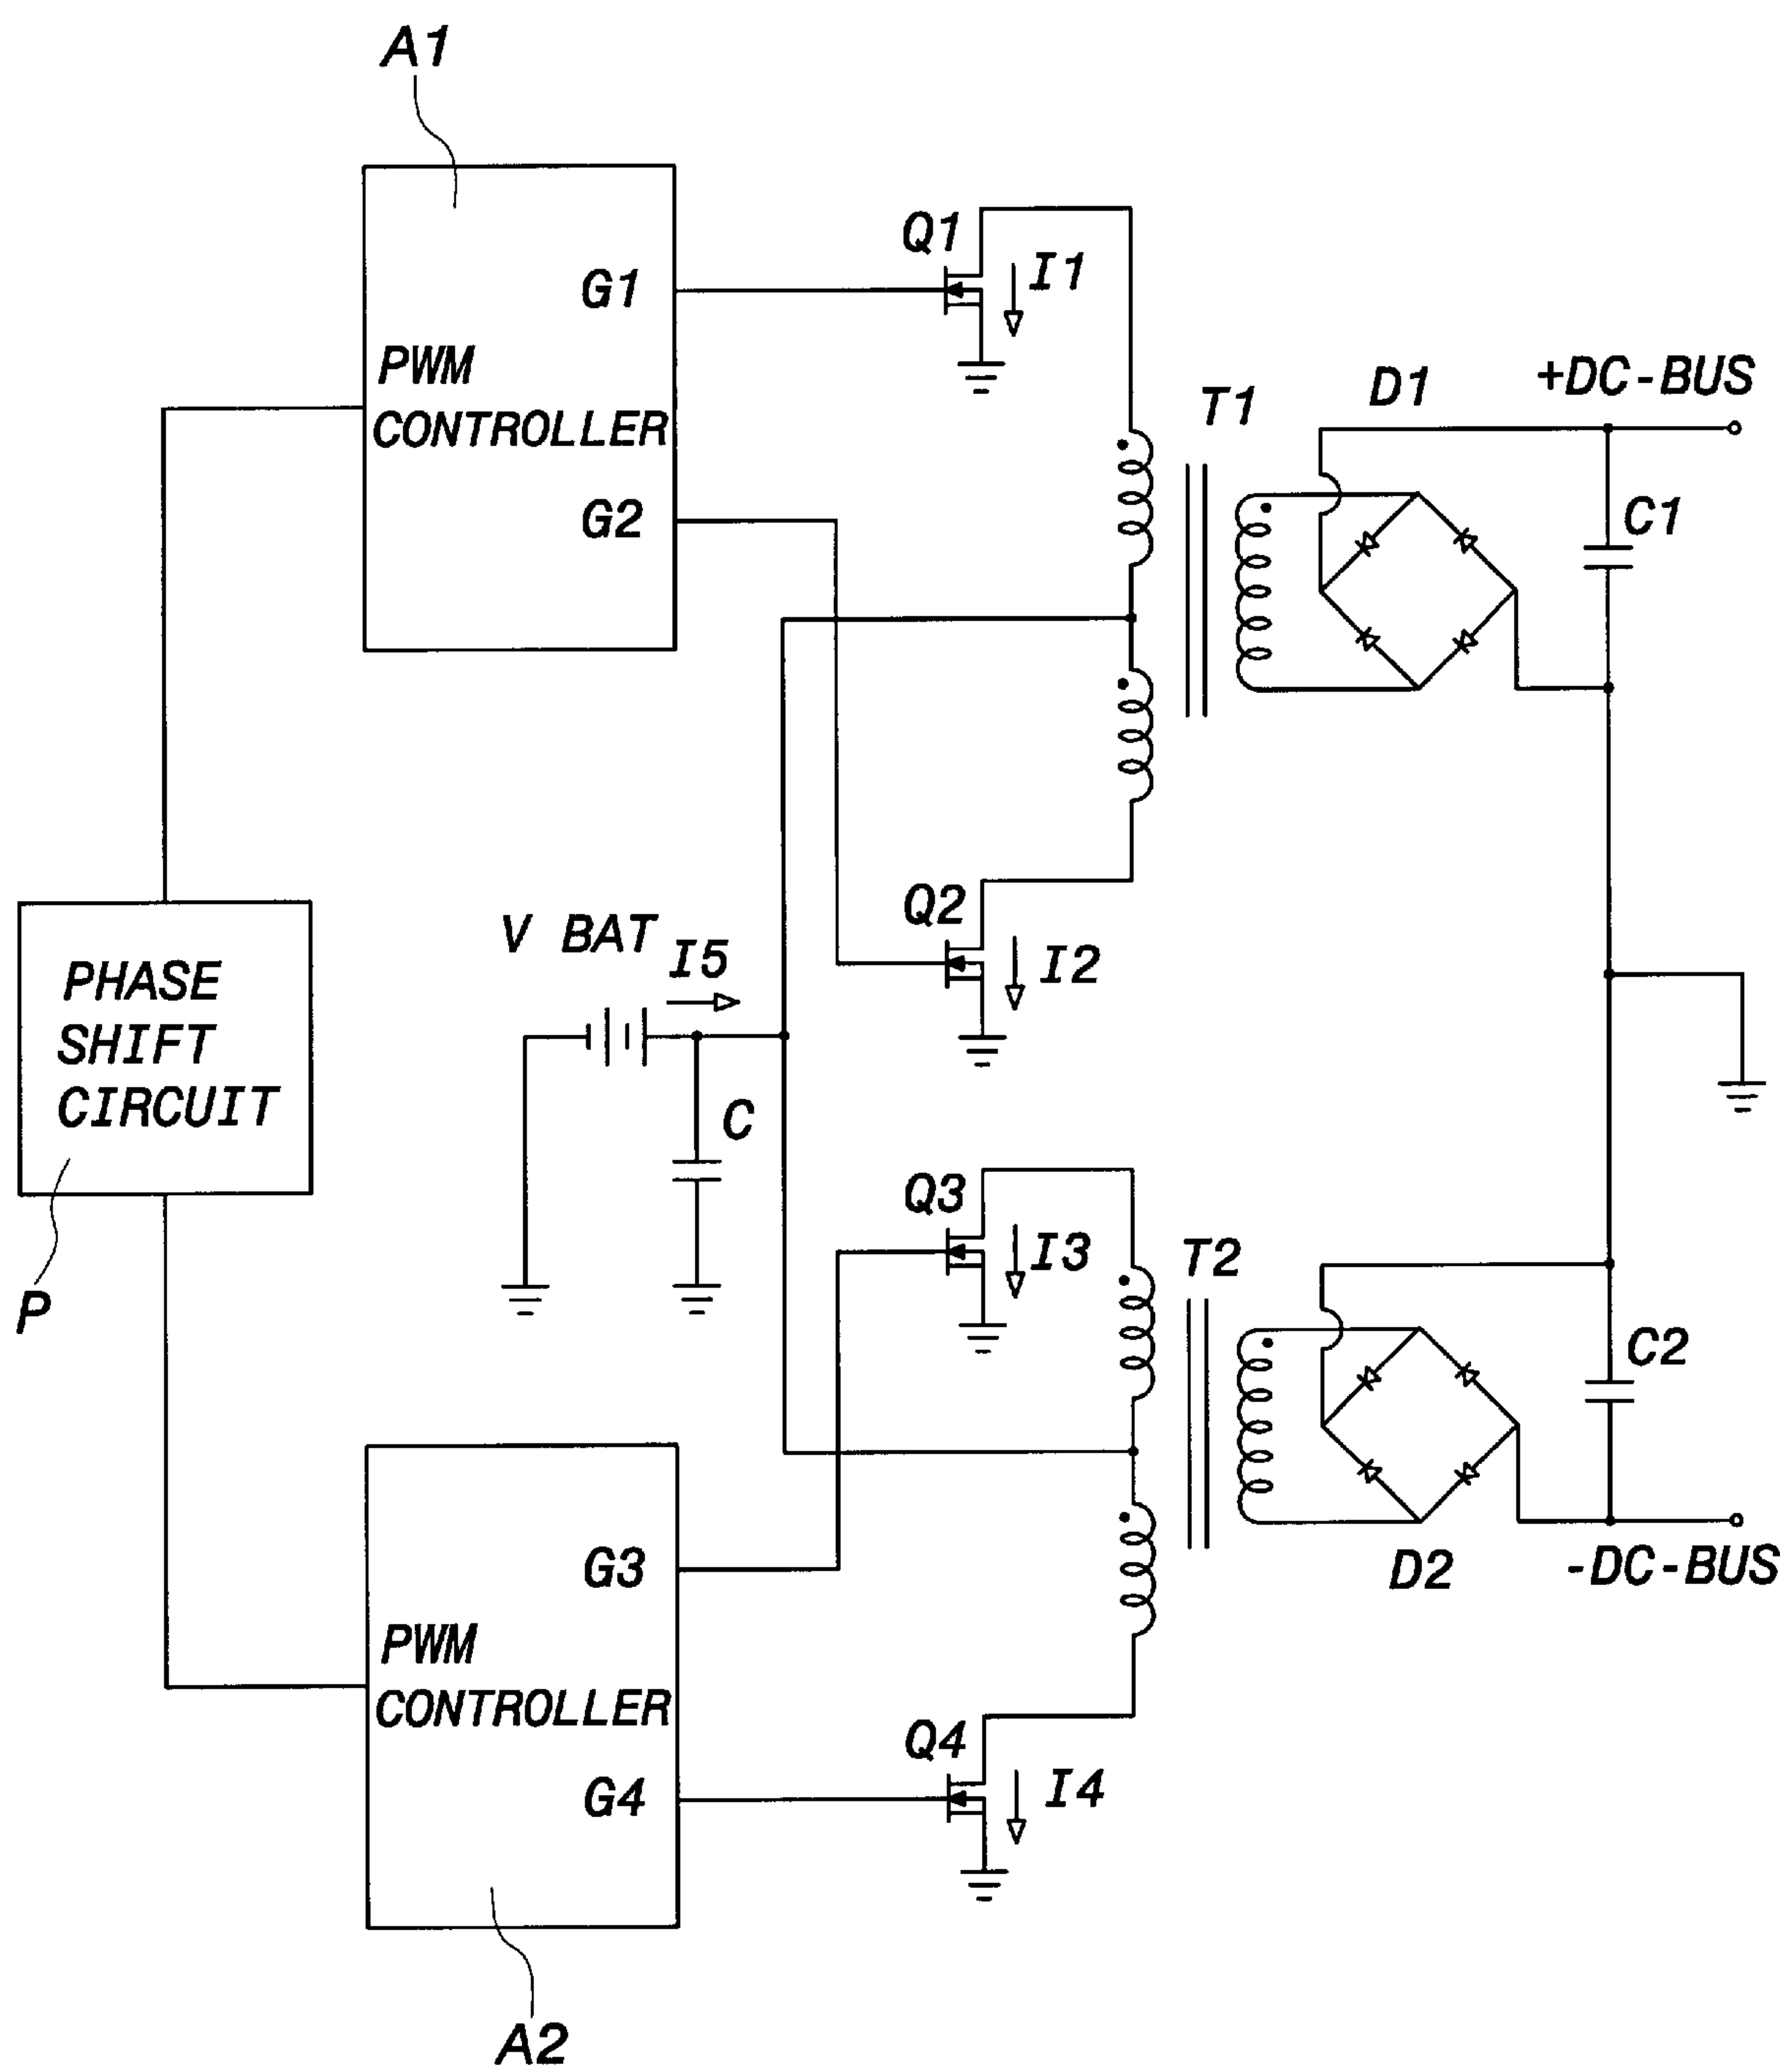 A1
Q1
I1
G1
PWM
CONTROLLER
G2
T1
D1
+DC-BUS
C1
Q2
I2
V BAT
I5
PHASE
SHIFT
CIRCUIT
C
P
Q3
I3
T2
C2
D2
-DC-BUS
G3
PWM
CONTROLLER
G4
Q4
I4
A2